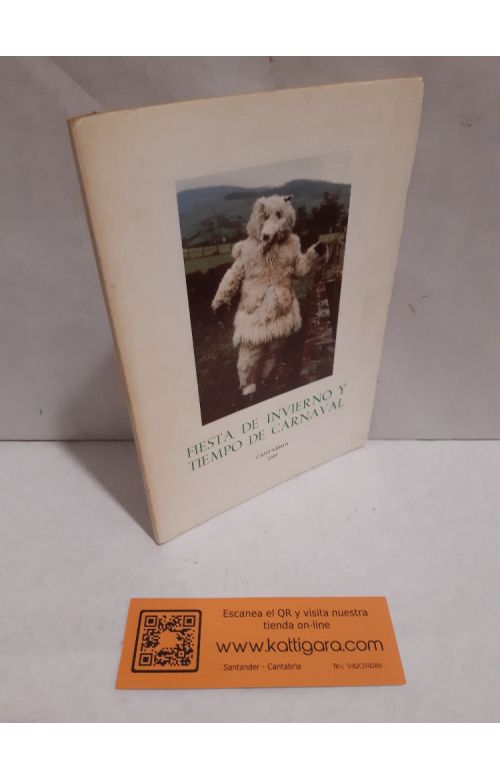 FIESTA DE INVIERNO Y
TIEMPO DE CARNAVAL
CANTABRIA
Escanea el QR y visita nuestra
tienda on-line
www.kattigara.com
Santander - Cantabria